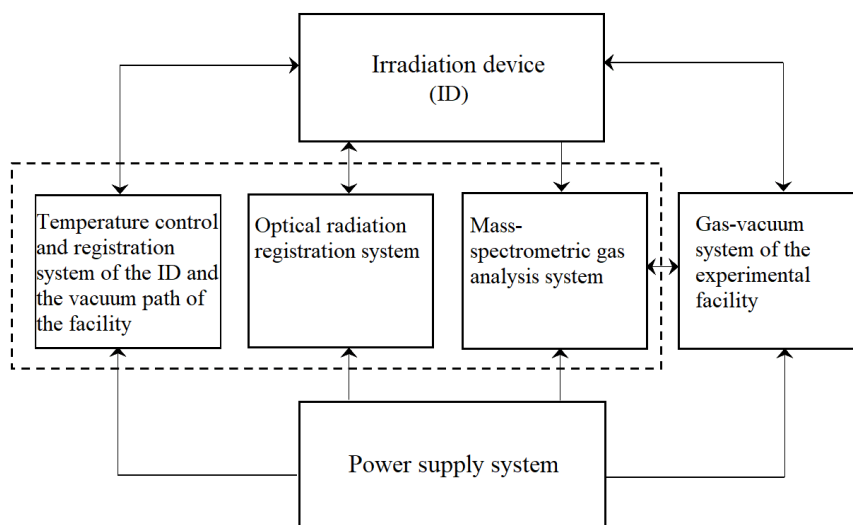 Irradiation device
(ID)
Temperature control
and registration
system of the ID and
the vacuum path of
the facility
Optical radiation
registration system
Mass-
spectrometric gas
analysis system
Gas-vacuum
system of the
experimental
facility
Power supply system